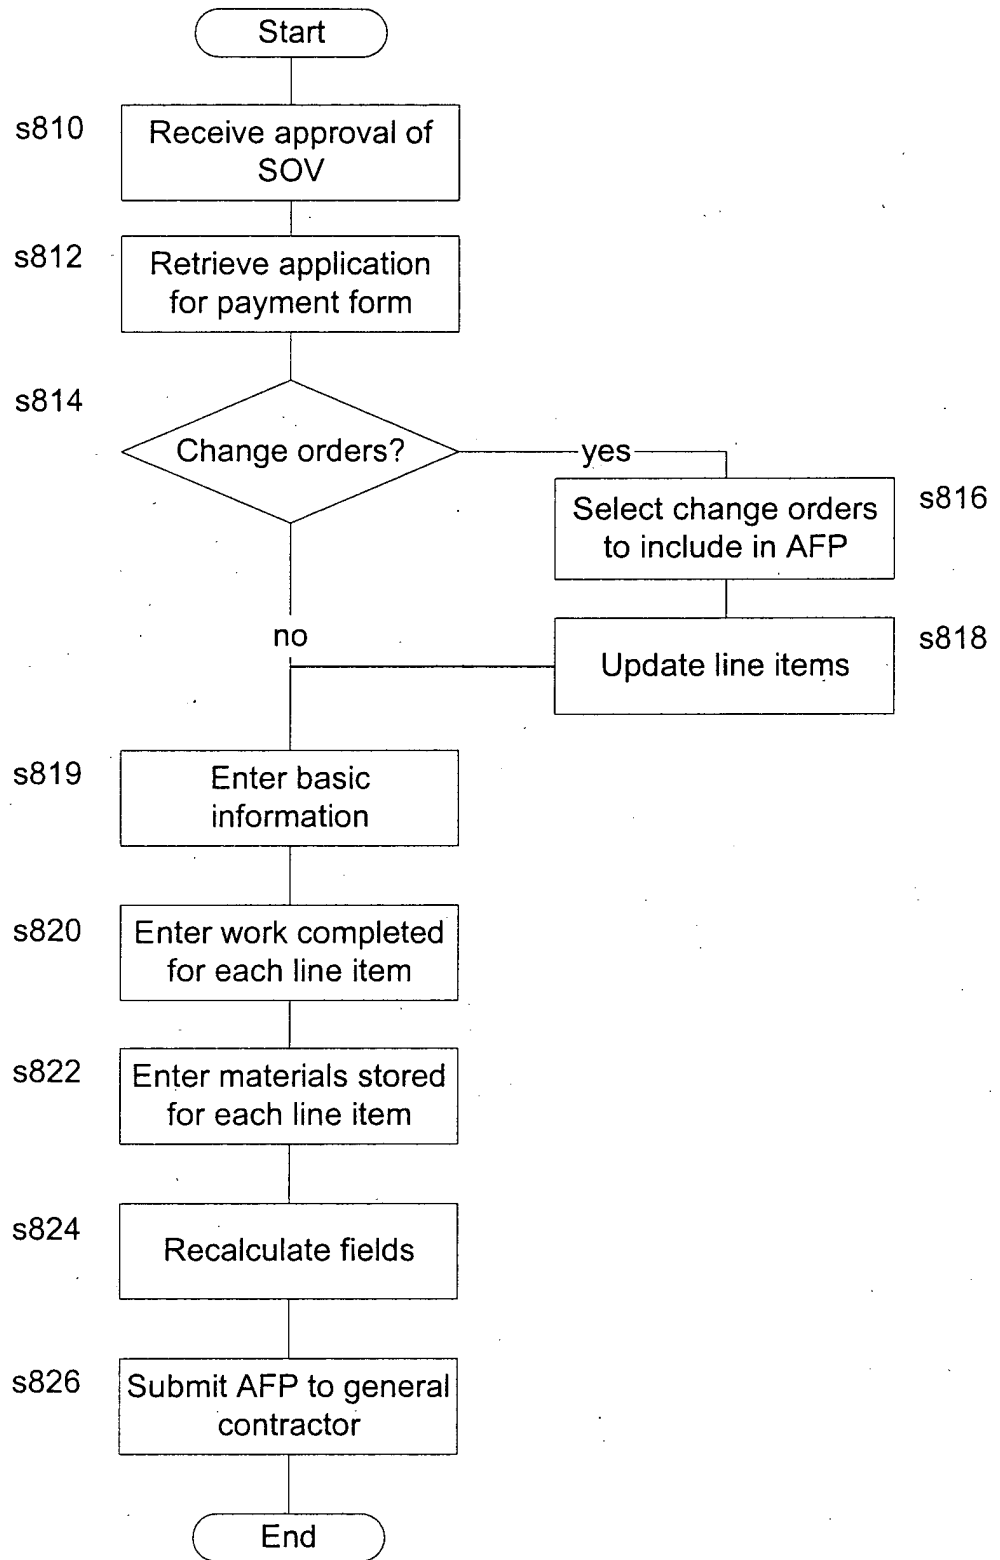 Start
s810
Receive approval of
SOV
s812
Retrieve application
for payment form
s814
Change orders?
yes
s816
Select change orders
to include in AFP
no
s818
Update line items
s819
Enter basic
information
s820
Enter work completed
for each line item
s822
Enter materials stored
for each line item
s824
Recalculate fields
s826
Submit AFP to general
contractor
End